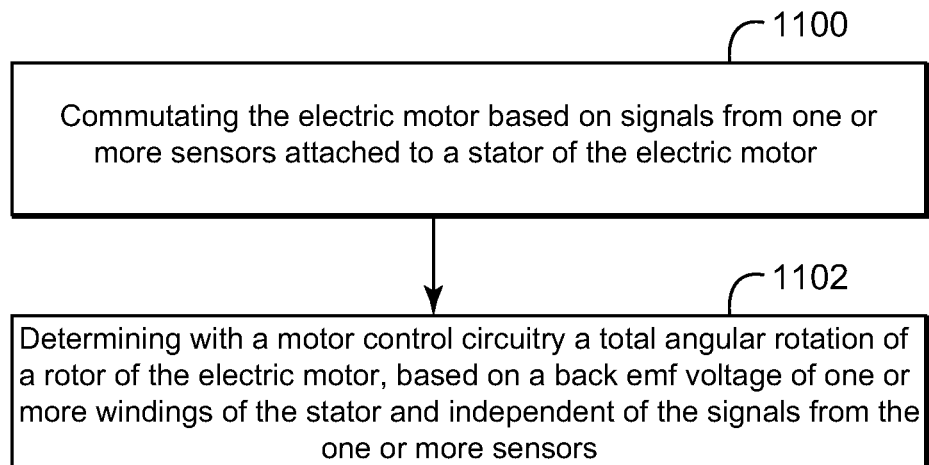 1100
Commutating the electric motor based on signals from one or
more sensors attached to a stator of the electric motor
1102
Determining with a motor control circuitry a total angular rotation of
a rotor of the electric motor, based on a back emf voltage of one or
more windings of the stator and independent of the signals from the
one or more sensors